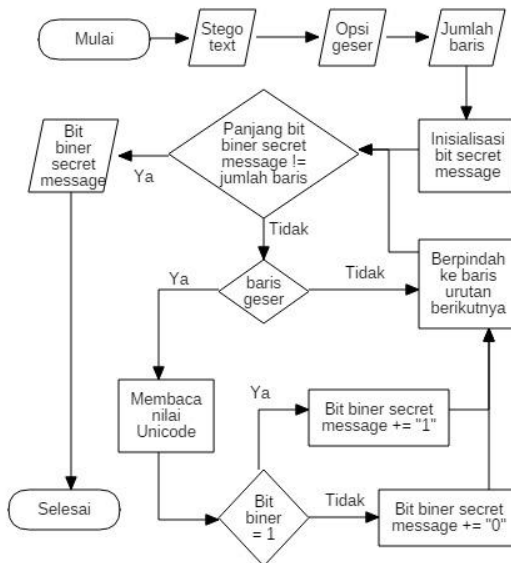 Mulai
Stego
text
Opsi
geser
Jumlah
baris
Inisialisasi
bit secret
message
Panjang bit
biner secret
message !=
jumlah baris
Ya
Bit
biner
secret
message
Tidak
baris
geser
Ya
Tidak
Berpindah
ke baris
urutan
berikutnya
Membaca
nilai
Unicode
Bit
biner
= 1
Ya
Bit biner secret
message += "1"
Tidak
Bit biner secret
message += "0"
Selesai